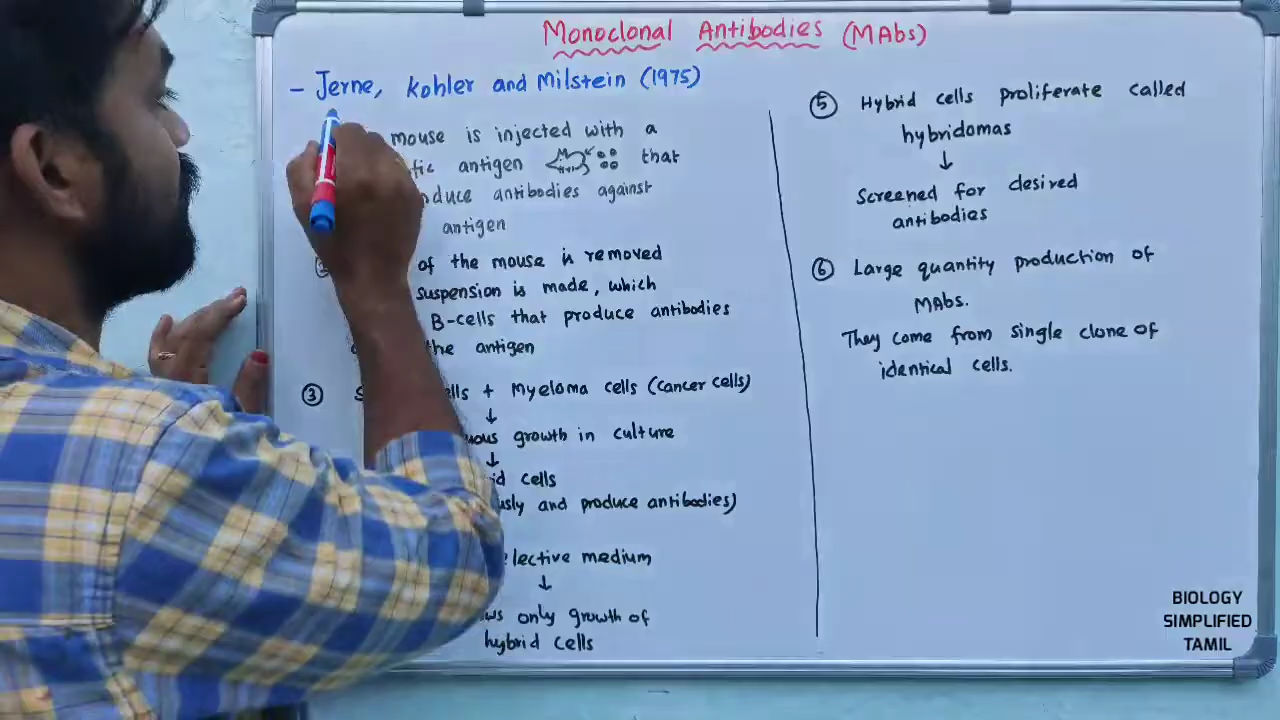 Monoclonal Antibodies (MAbs)
- Jerne, Kohler and Milstein (1975)
mouse is injected with a
antigen that
antibodies against
antigen
of the mouse is removed
suspension is made, which
B-cells that produce antibodies
the antigen
③ + Myeloma cells (cancer cells)
↓
growth in culture
↓
cells
and produce antibodies)
medium
↓
only growth of
hybrid cells
⑤ Hybrid cells proliferate called
hybridomas
↓
Screened for desired
antibodies
⑥ Large quantity production of
MAbs.
They come from single clone of
identical cells.
BIOLOGY
SIMPLIFIED
TAMIL